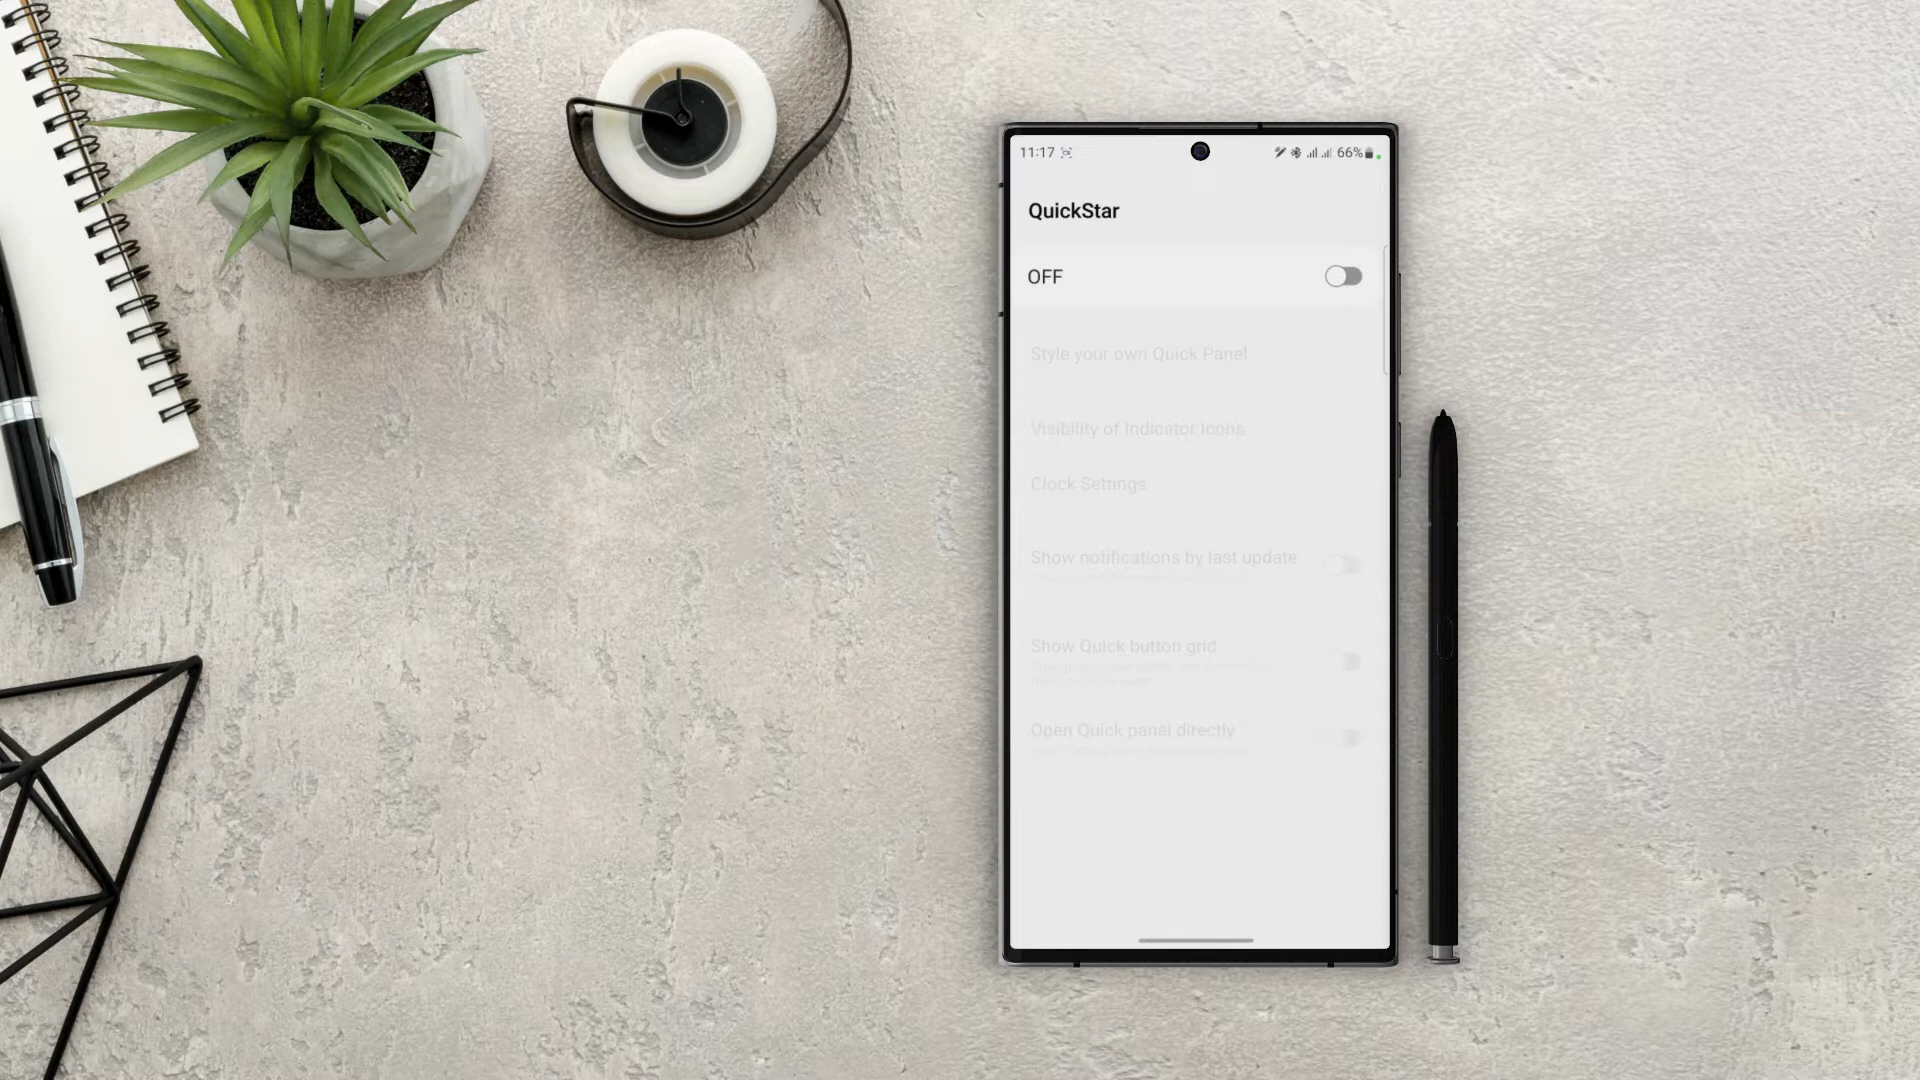 11:17
66%
QuickStar
OFF
Style your own Quick Panel
Visibility of Indicator icons
Clock Settings
Show notifications by last update
Show Quick button grid
Open Quick panel directly